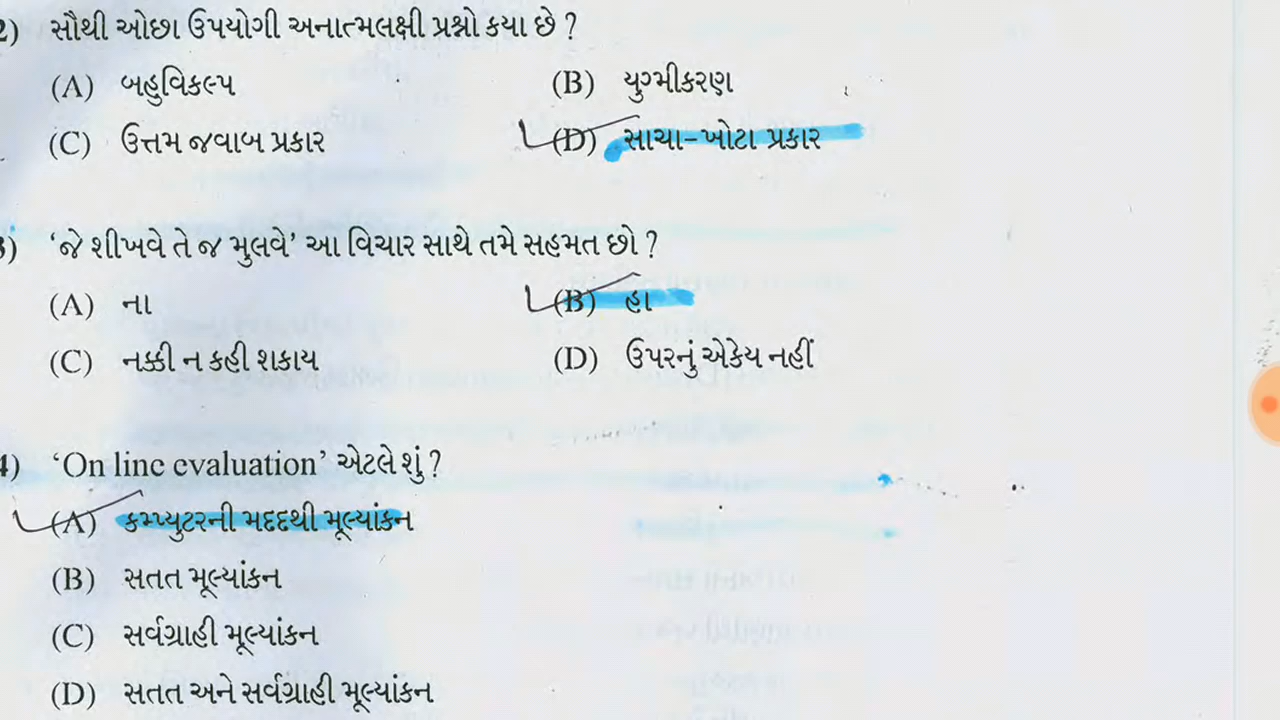 2) સૌથી ઓછા ઉપયોગી અનાત્મલક્ષી પ્રશ્નો કયા છે ?
(A) બહુવિકલ્પ (B) યુગ્મીકરણ
(C) ઉત્તમ જવાબ પ્રકાર (D) સાચા-ખોટા પ્રકાર
3) ‘જે શીખવે તે જ મુલવે’ આ વિચાર સાથે તમે સહમત છો ?
(A) ના (B) હા
(C) નક્કી ન કહી શકાય (D) ઉપરનું એકેય નહીં
4) ‘On line evaluation’ એટલે શું ?
(A) કમ્પ્યુટરની મદદથી મૂલ્યાંકન
(B) સતત મૂલ્યાંકન
(C) સર્વગ્રાહી મૂલ્યાંકન
(D) સતત અને સર્વગ્રાહી મૂલ્યાંકન